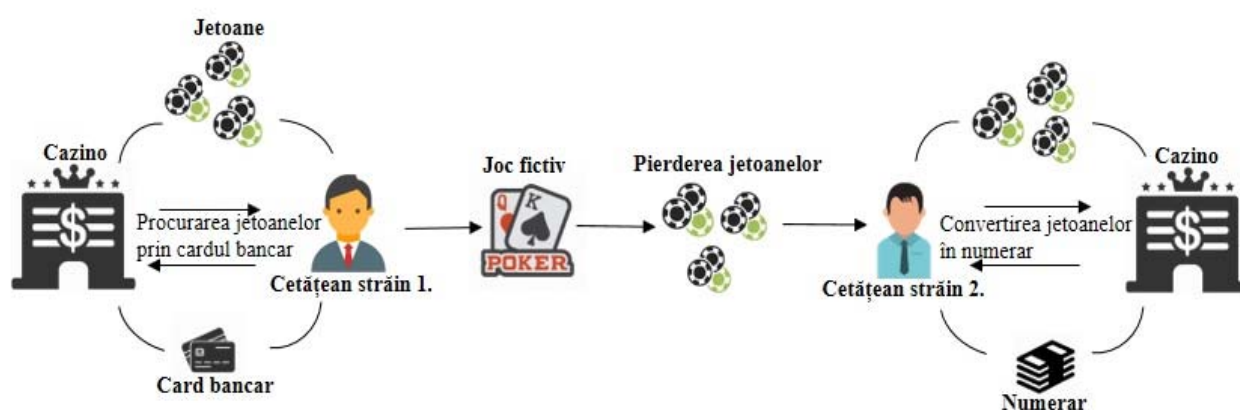 Jetoane
Cazino
$
Procurarea jetoanelor
prin cardul bancar
Cetățean străin 1.
Card bancar
Joc fictiv
Q
K
POKER
Pierderea jetoanelor
Cetățean străin 2.
Convertirea jetoanelor
în numerar
Cazino
$
Numerar